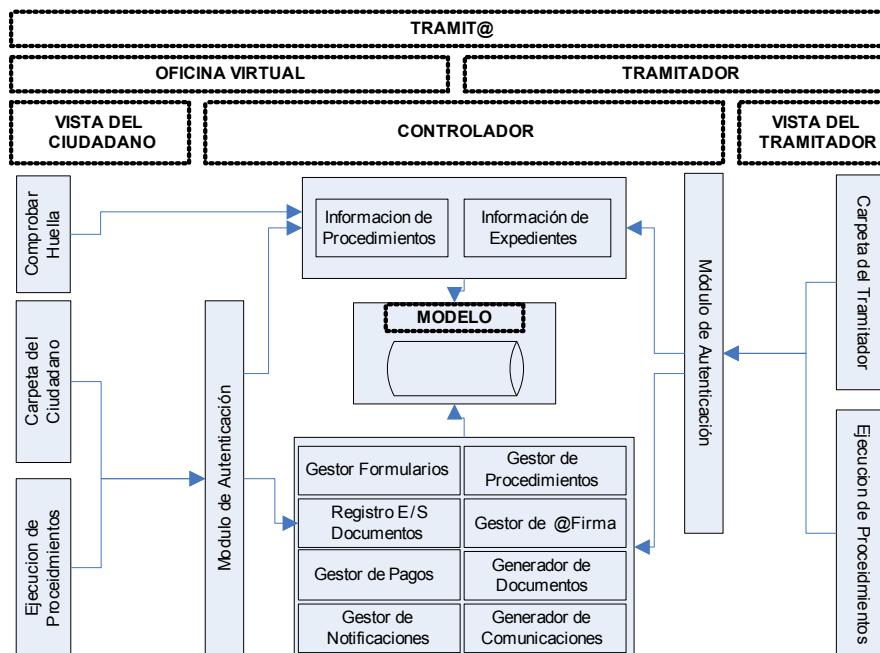 TRAMIT@
OFICINA VIRTUAL
TRAMITADOR
VISTA DEL
CIUDADANO
CONTROLADOR
VISTA DEL
TRAMITADOR
Comprobar
Huella
Informacion de
Procedimientos
Información de
Expedientes
Módulo de Autenticación
Carpeta del
Tramitador
MODELO
Carpeta del
Ciudadano
Modulo de Autenticación
Gestor Formularios
Gestor de
Procedimientos
Registro E/S
Documentos
Gestor de @Firma
Gestor de Pagos
Generador de
Documentos
Gestor de
Notificaciones
Generador de
Comunicaciones
Ejecucion de
Proceidmientos
Ejecucion de
Proceidmientos